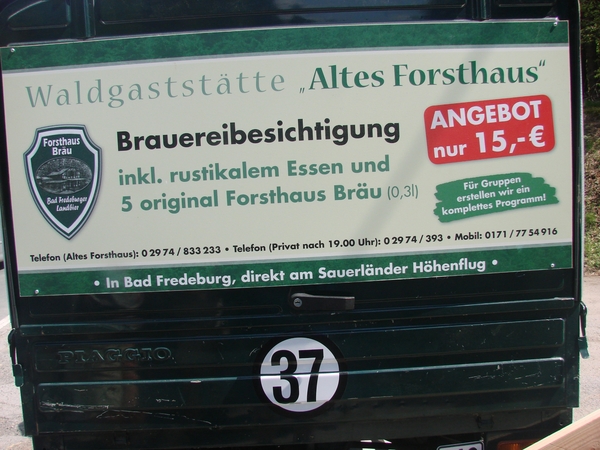 Waldgaststätte „Altes Forsthaus“
Forsthaus
Bräu
Bad Fredeburger
Landbier
Brauereibesichtigung
inkl. rustikalem Essen und
5 original Forsthaus Bräu (0,3l)
ANGEBOT
nur 15,-€
Für Gruppen
erstellen wir ein
komplettes Programm!
Telefon (Altes Forsthaus): 0 29 74 / 833 233 • Telefon (Privat nach 19.00 Uhr): 0 29 74 / 393 • Mobil: 0171 / 77 54 916
• In Bad Fredeburg, direkt am Sauerländer Höhenflug •
PIAGGIO
37